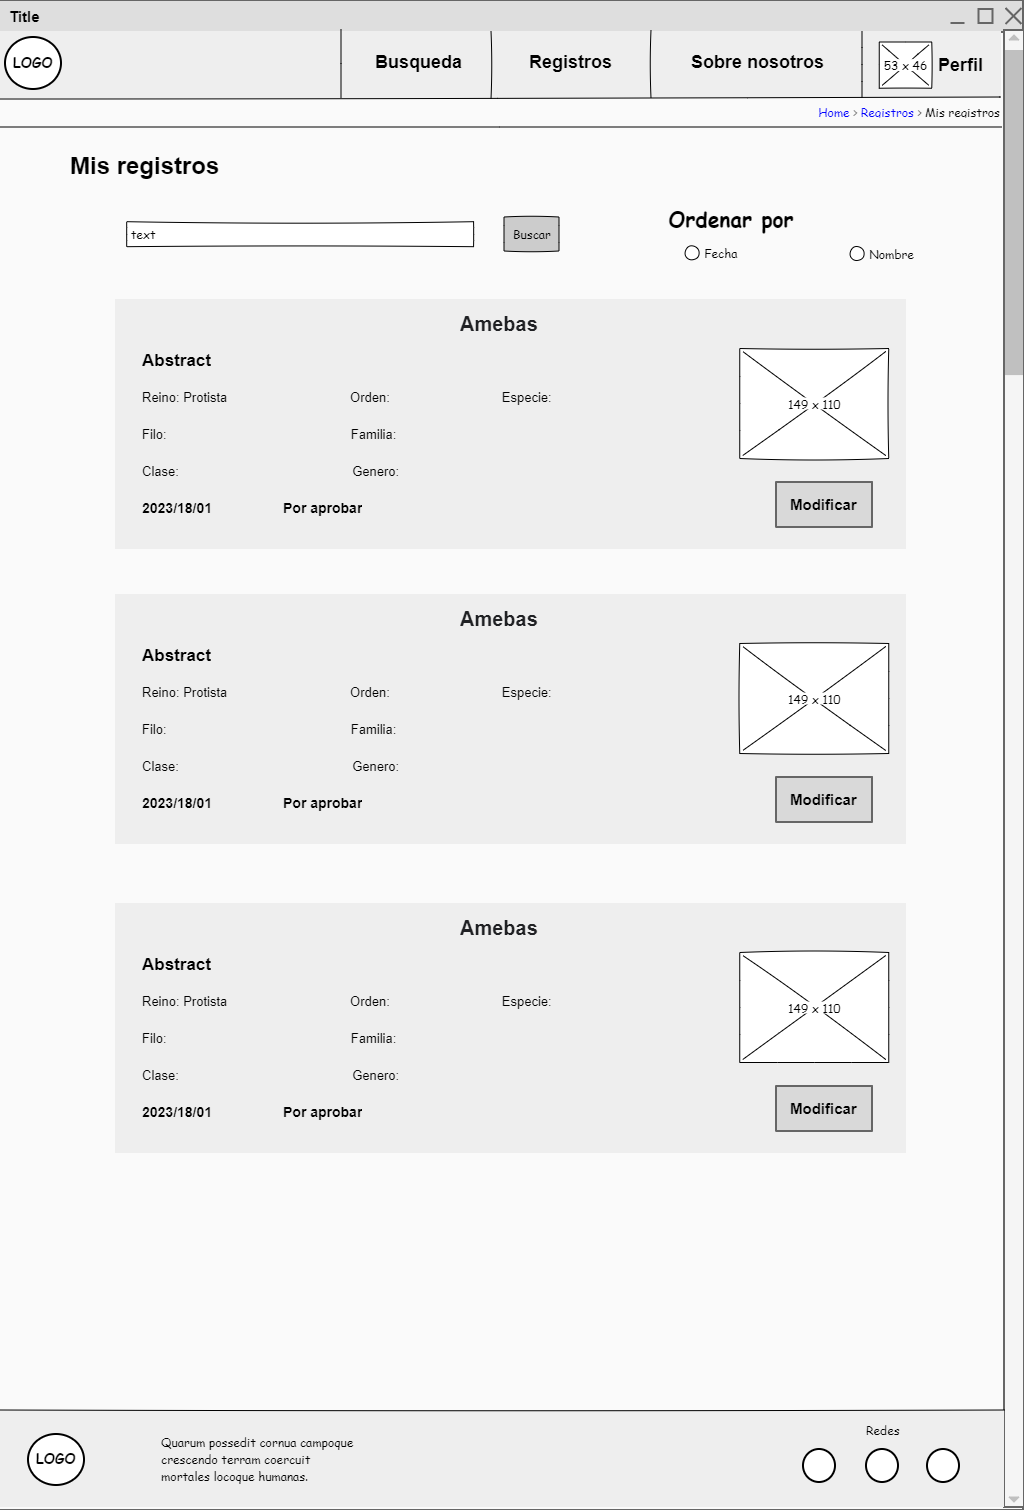 Title
LOGO
Busqueda
Registros
Sobre nosotros
53 x 46
Perfil
Home > Registros > Mis registros
Mis registros
text
Buscar
Ordenar por
Fecha
Nombre
Amebas
Abstract
Reino: Protista Orden: Especie:
149 x 110
Filo: Familia:
Clase: Genero:
2023/18/01 Por aprobar
Modificar
Amebas
Abstract
Reino: Protista Orden: Especie:
149 x 110
Filo: Familia:
Clase: Genero:
2023/18/01 Por aprobar
Modificar
Amebas
Abstract
Reino: Protista Orden: Especie:
149 x 110
Filo: Familia:
Clase: Genero:
2023/18/01 Por aprobar
Modificar
LOGO
Quarum possedit cornua campoque
crescendo terram coercuit
mortales locoque humanas.
Redes